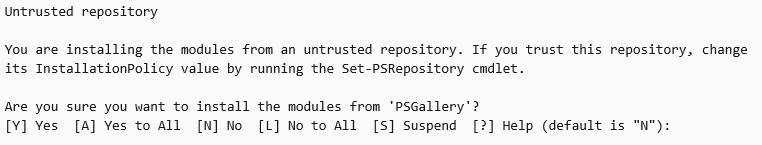 Untrusted repository
You are installing the modules from an untrusted repository. If you trust this repository, change
its InstallationPolicy value by running the Set-PSRepository cmdlet.
Are you sure you want to install the modules from 'PSGallery'?
[Y] Yes  [A] Yes to All  [N] No  [L] No to All  [S] Suspend  [?] Help (default is "N"):